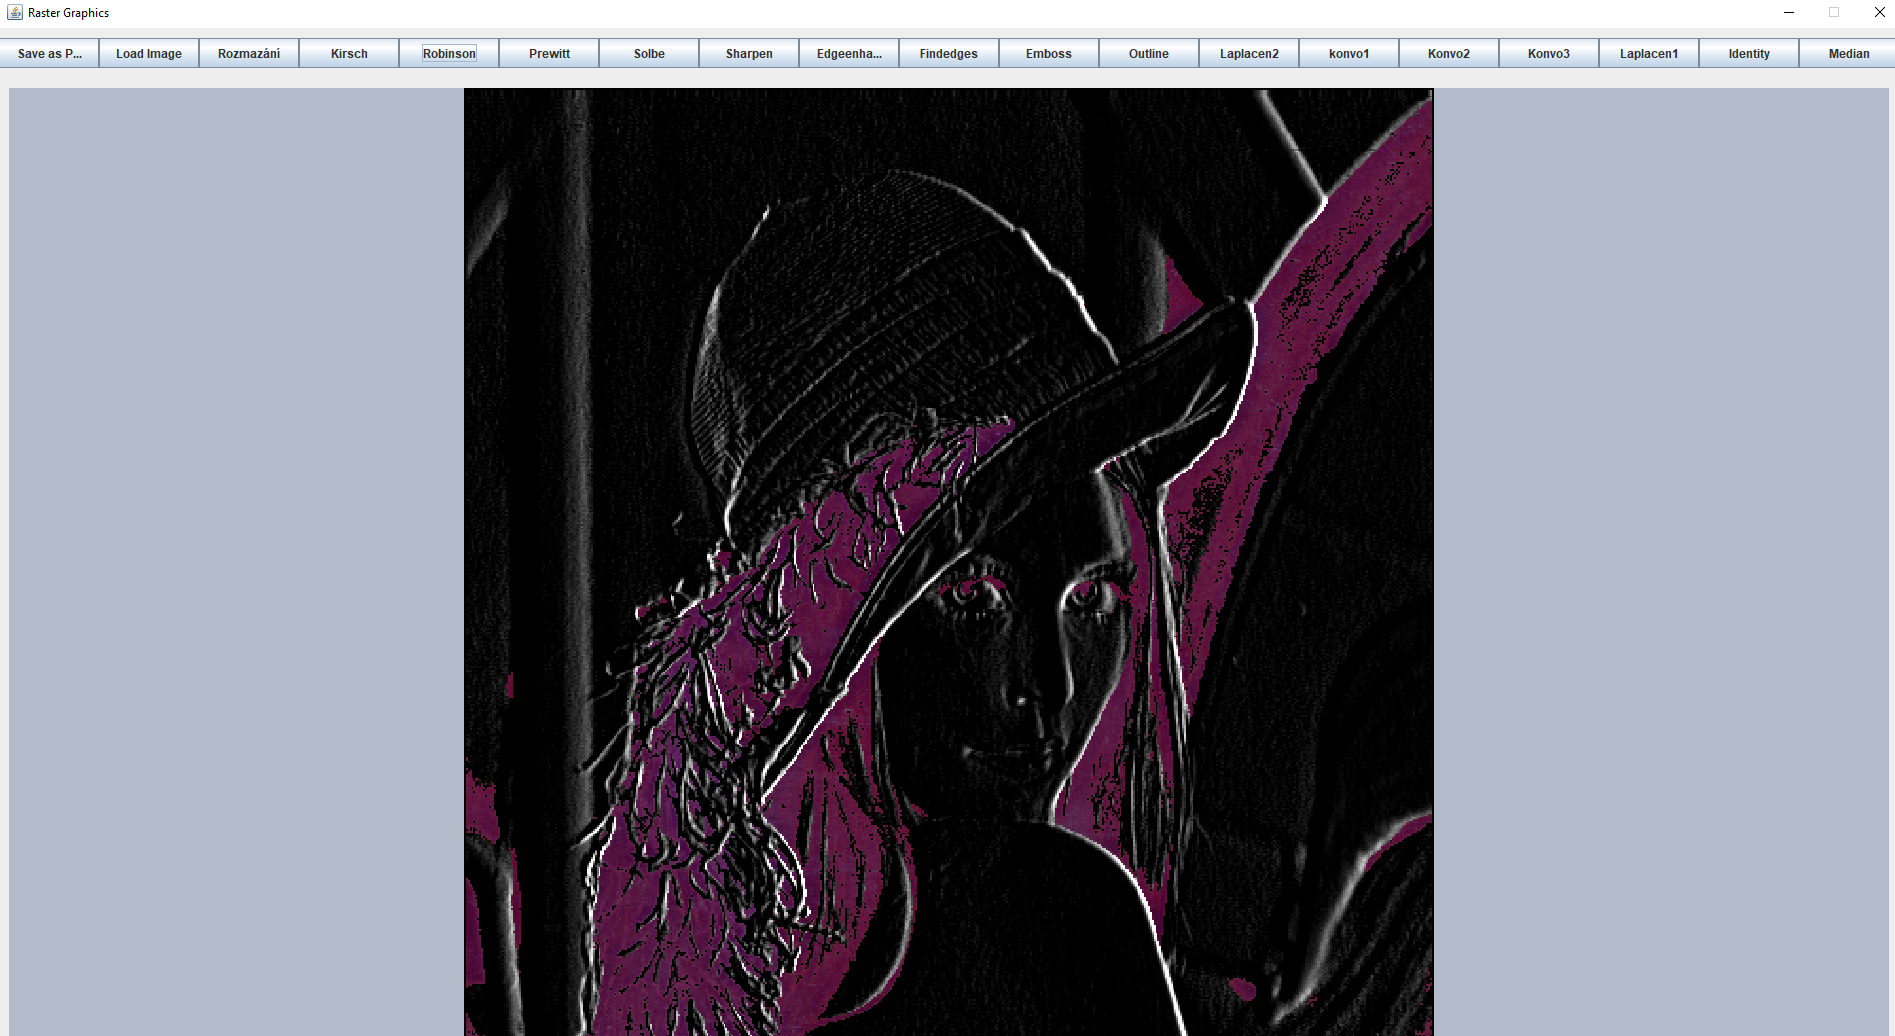 Raster Graphics
Save as P... Load Image Rozmazání Kirsch Robinson Prewitt Solbe Sharpen Edgeenha... Findedges Emboss Outline Laplacen2 konvo1 Konvo2 Konvo3 Laplacen1 Identity Median